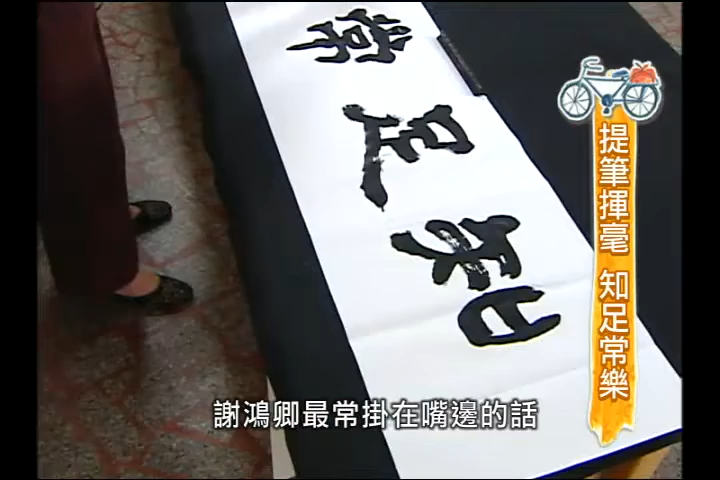 知足常
提筆揮毫 知足常樂
謝鴻卿最常掛在嘴邊的話